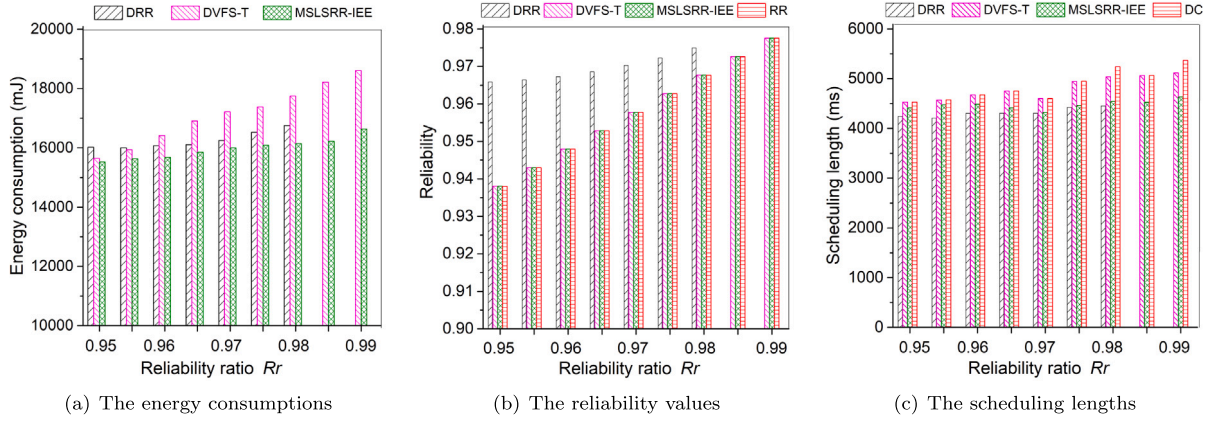 DRR DVFS-T MSLSRR-IEE
Energy consumption (mJ)
20000
18000
16000
14000
12000
10000
0.95 0.96 0.97 0.98 0.99
Reliability ratio Rr
(a) The energy consumptions
DRR DVFS-T MSLSRR-IEE RR
Reliability
0.98
0.97
0.96
0.95
0.94
0.93
0.92
0.91
0.90
0.95 0.96 0.97 0.98 0.99
Reliability ratio Rr
(b) The reliability values
DRR DVFS-T MSLSRR-IEE DC
Scheduling length (ms)
6000
5000
4000
3000
2000
1000
0
0.95 0.96 0.97 0.98 0.99
Reliability ratio Rr
(c) The scheduling lengths